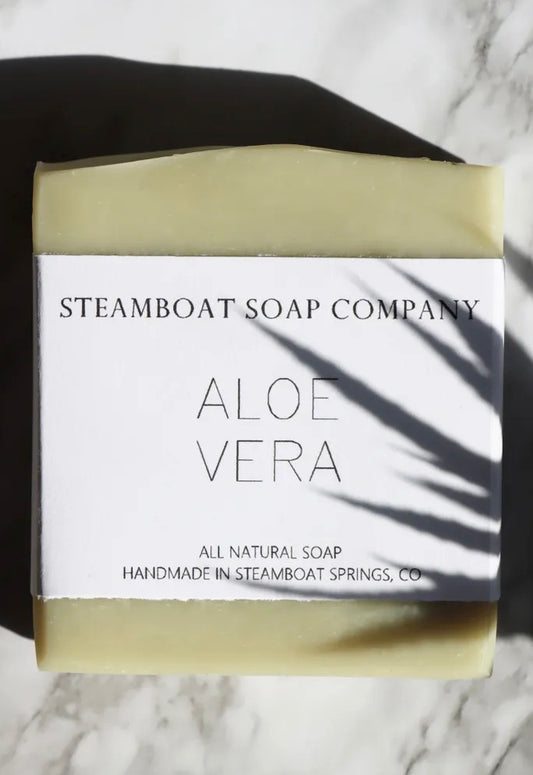 STEAMBOAT SOAP COMPANY
ALOE
VERA
ALL NATURAL SOAP
HANDMADE IN STEAMBOAT SPRINGS, CO